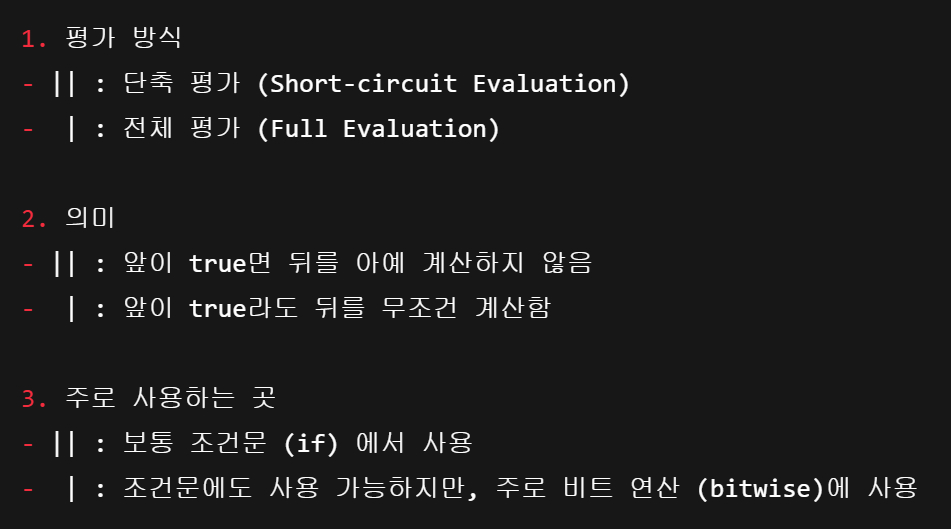 1. 평가 방식
- || : 단축 평가 (Short-circuit Evaluation)
- | : 전체 평가 (Full Evaluation)
2. 의미
- || : 앞이 true면 뒤를 아예 계산하지 않음
- | : 앞이 true라도 뒤를 무조건 계산함
3. 주로 사용하는 곳
- || : 보통 조건문 (if) 에서 사용
- | : 조건문에도 사용 가능하지만, 주로 비트 연산 (bitwise)에 사용